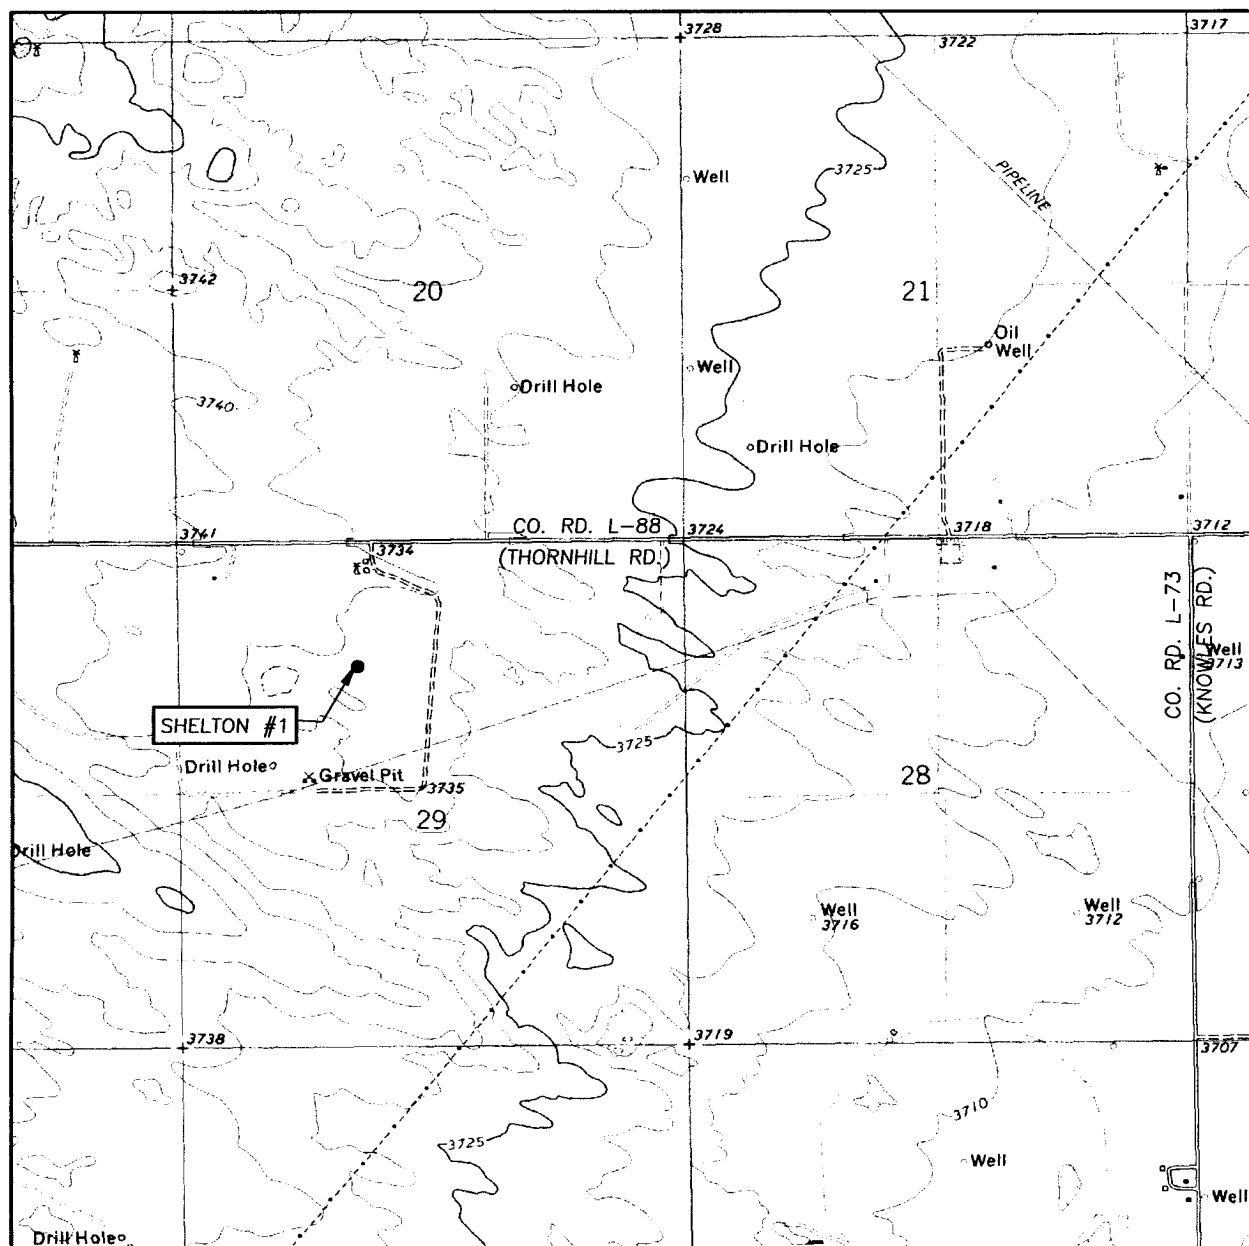 3728
3722
3717
Well
3725
PIPELINE
3742
20
21
Oil
Well
Well
Drill Hole
3740
Drill Hole
3741
3734
CO. RD. L-88
(THORNHILL RD.)
3724
3718
3712
CO. RD. L-73
(KNOWLES RD.)
Well
3713
SHELTON #1
3725
Drill Hole
Gravel Pit
3735
28
29
Drill Hole
Well
3716
Well
3712
3738
3719
3707
3710
3725
Well
Well
Drill Hole